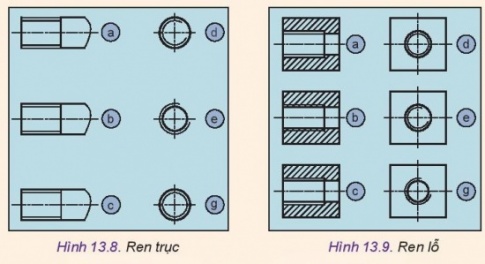 a d
b e
c g
Hình 13.8. Ren trục
a d
b e
c g
Hình 13.9. Ren lỗ